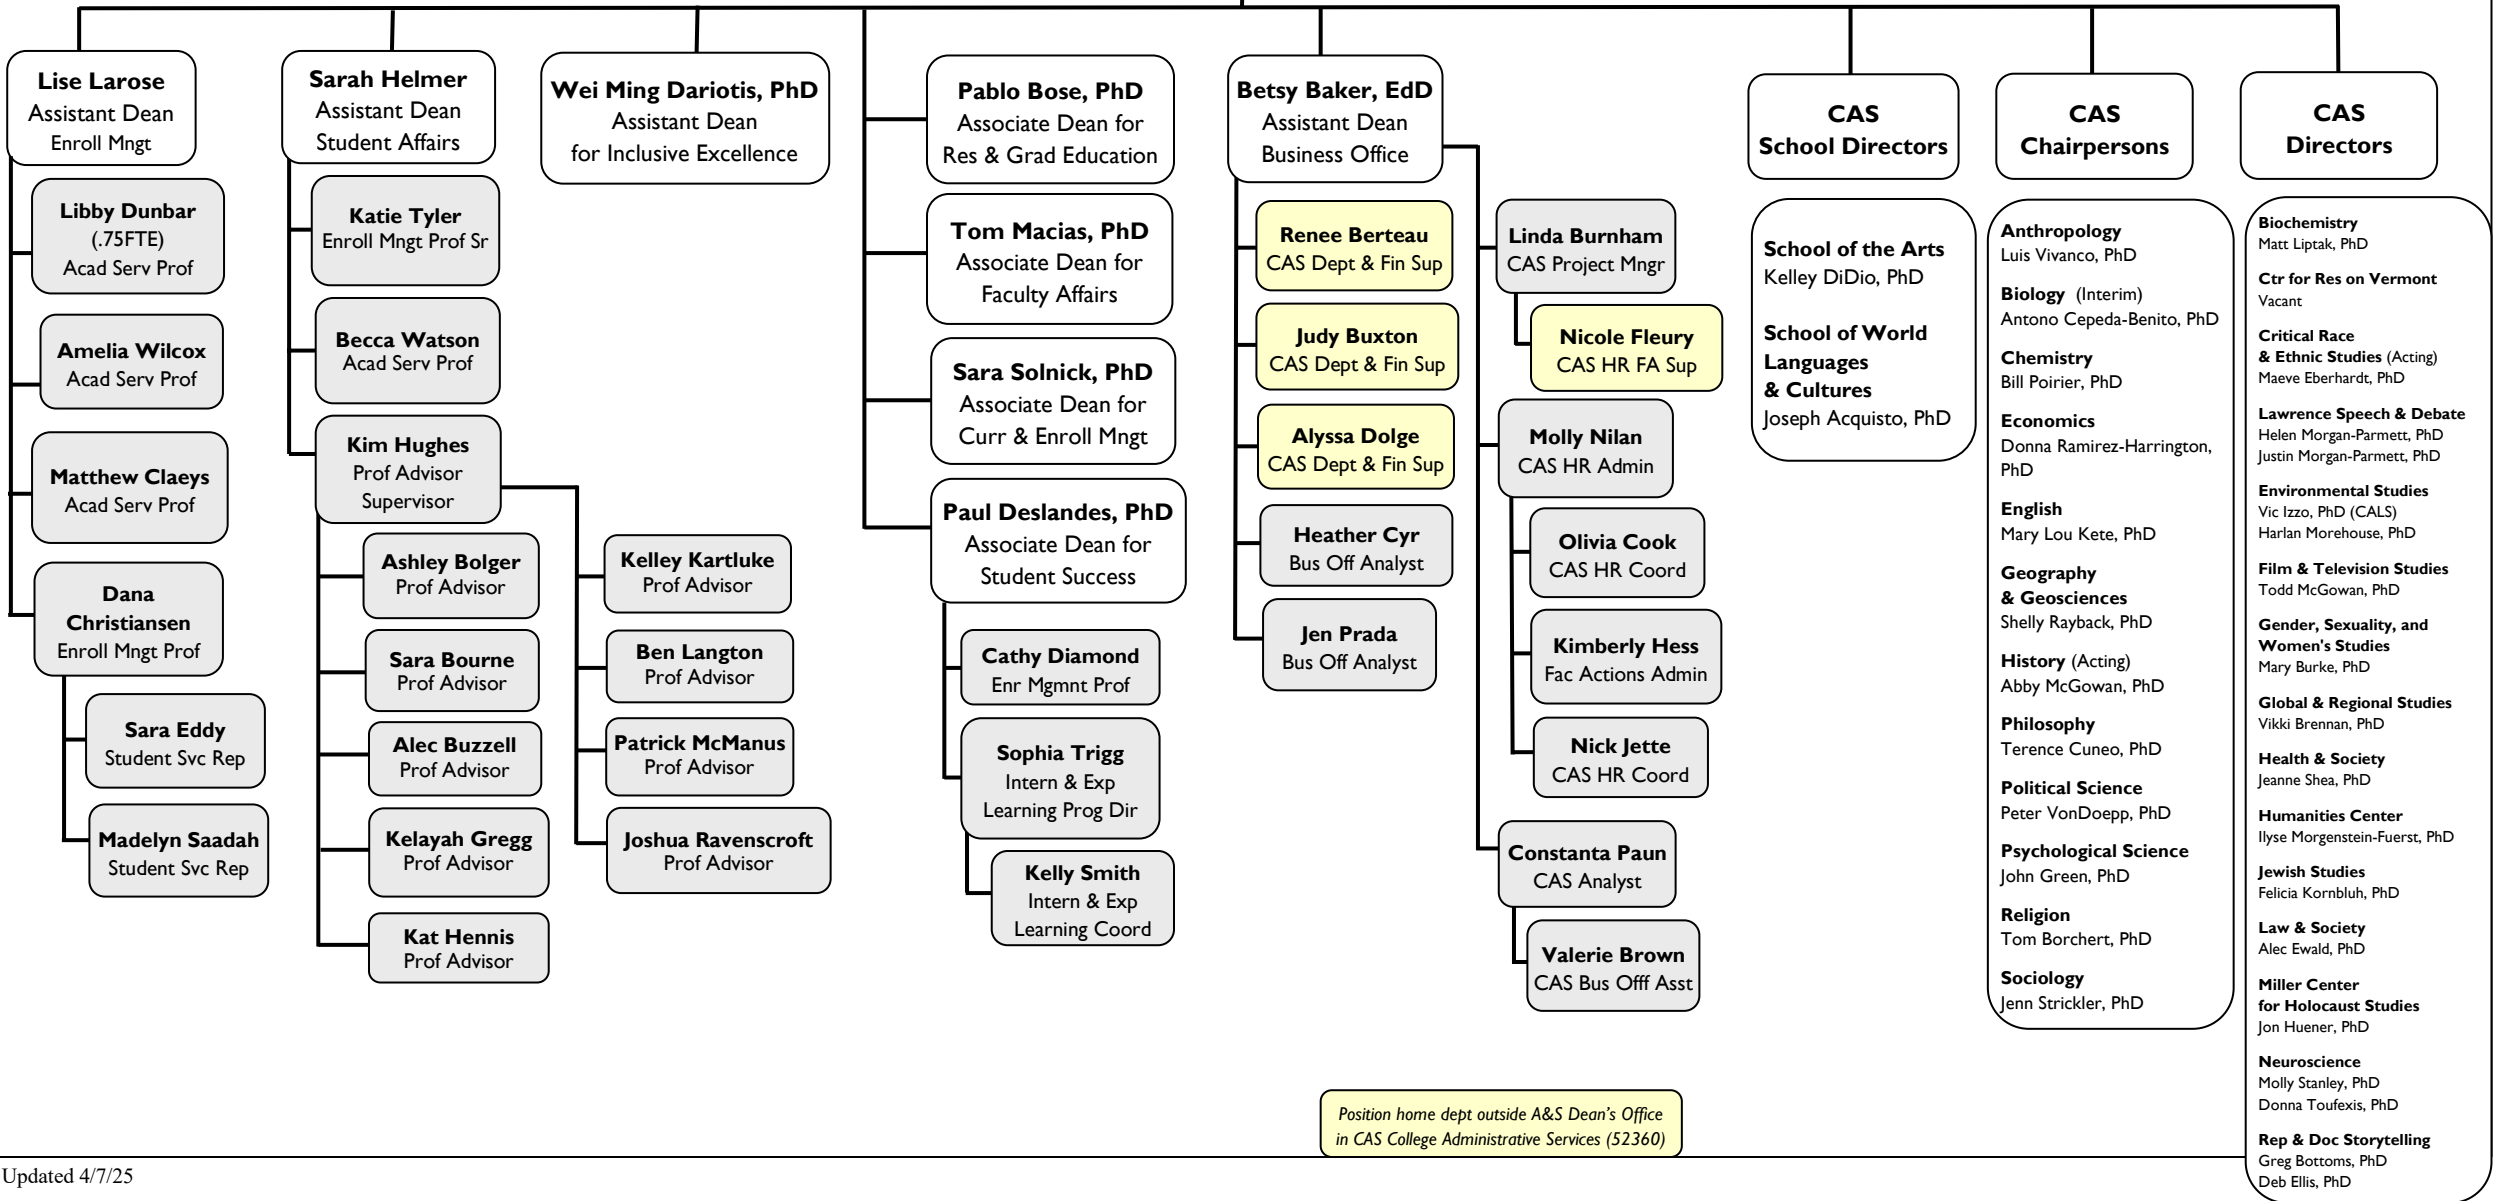 Lise Larose
Assistant Dean
Enroll Mngt
Libby Dunbar
(.75FTE)
Acad Serv Prof
Amelia Wilcox
Acad Serv Prof
Matthew Claeys
Acad Serv Prof
Dana
Christiansen
Enroll Mngt Prof
Sara Eddy
Student Svc Rep
Madelyn Saadah
Student Svc Rep
Sarah Helmer
Assistant Dean
Student Affairs
Katie Tyler
Enroll Mngt Prof Sr
Becca Watson
Acad Serv Prof
Kim Hughes
Prof Advisor
Supervisor
Ashley Bolger
Prof Advisor
Sara Bourne
Prof Advisor
Alec Buzzell
Prof Advisor
Kelayah Gregg
Prof Advisor
Kat Hennis
Prof Advisor
Kelley Kartluke
Prof Advisor
Ben Langton
Prof Advisor
Patrick McManus
Prof Advisor
Joshua Ravenscroft
Prof Advisor
Wei Ming Dariotis, PhD
Assistant Dean
for Inclusive Excellence
Pablo Bose, PhD
Associate Dean for
Res & Grad Education
Tom Macias, PhD
Associate Dean for
Faculty Affairs
Sara Solnick, PhD
Associate Dean for
Curr & Enroll Mngt
Paul Deslandes, PhD
Associate Dean for
Student Success
Cathy Diamond
Enr Mgmnt Prof
Sophia Trigg
Intern & Exp
Learning Prog Dir
Kelly Smith
Intern & Exp
Learning Coord
Betsy Baker, EdD
Assistant Dean
Business Office
Renee Berteau
CAS Dept & Fin Sup
Judy Buxton
CAS Dept & Fin Sup
Alyssa Dolge
CAS Dept & Fin Sup
Heather Cyr
Bus Off Analyst
Jen Prada
Bus Off Analyst
Linda Burnham
CAS Project Mngr
Nicole Fleury
CAS HR FA Sup
Molly Nilan
CAS HR Admin
Olivia Cook
CAS HR Coord
Kimberly Hess
Fac Actions Admin
Nick Jette
CAS HR Coord
Constanta Paun
CAS Analyst
Valerie Brown
CAS Bus Offf Asst
CAS
School Directors
School of the Arts
Kelley DiDio, PhD
School of World
Languages
& Cultures
Joseph Acquisto, PhD
CAS
Chairpersons
Anthropology
Luis Vivanco, PhD
Biology (Interim)
Antono Cepeda-Benito, PhD
Chemistry
Bill Poirier, PhD
Economics
Donna Ramirez-Harrington,
PhD
English
Mary Lou Kete, PhD
Geography
& Geosciences
Shelly Rayback, PhD
History (Acting)
Abby McGowan, PhD
Philosophy
Terence Cuneo, PhD
Political Science
Peter VonDoepp, PhD
Psychological Science
John Green, PhD
Religion
Tom Borchert, PhD
Sociology
Jenn Strickler, PhD
CAS
Directors
Biochemistry
Matt Liptak, PhD
Ctr for Res on Vermont
Vacant
Critical Race
& Ethnic Studies (Acting)
Maeve Eberhardt, PhD
Lawrence Speech & Debate
Helen Morgan-Parmett, PhD
Justin Morgan-Parmett, PhD
Environmental Studies
Vic Izzo, PhD (CALS)
Harlan Morehouse, PhD
Film & Television Studies
Todd McGowan, PhD
Gender, Sexuality, and
Women's Studies
Mary Burke, PhD
Global & Regional Studies
Vikki Brennan, PhD
Health & Society
Jeanne Shea, PhD
Humanities Center
Ilyse Morgenstein-Fuerst, PhD
Jewish Studies
Felicia Kornbluh, PhD
Law & Society
Alec Ewald, PhD
Miller Center
for Holocaust Studies
Jon Huener, PhD
Neuroscience
Molly Stanley, PhD
Donna Toufexis, PhD
Rep & Doc Storytelling
Greg Bottoms, PhD
Deb Ellis, PhD
Position home dept outside A&S Dean's Office
in CAS College Administrative Services (52360)
Updated 4/7/25